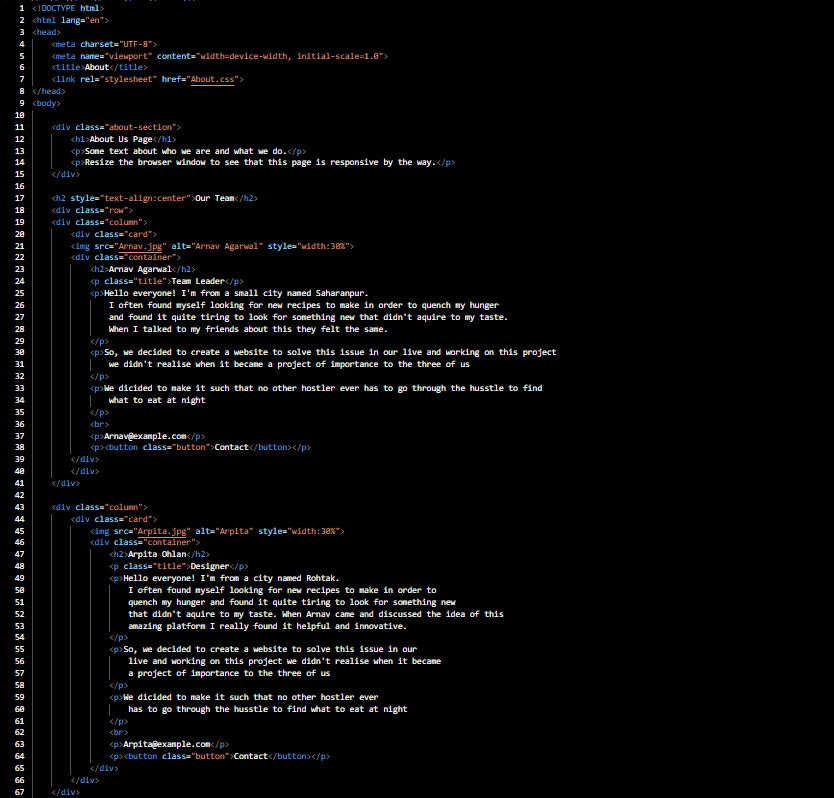 1 <!DOCTYPE html>
2 <html lang="en">
3 <head>
4 <meta charset="UTF-8">
5 <meta name="viewport" content="width=device-width, initial-scale=1.0">
6 <title>About</title>
7 <link rel="stylesheet" href="About.css">
8 </head>
9 <body>
10
11 <div class="about-section">
12 <h1>About Us Page</h1>
13 <p>Some text about who we are and what we do.</p>
14 <p>Resize the browser window to see that this page is responsive by the way.</p>
15 </div>
16
17 <h2 style="text-align:center">Our Team</h2>
18 <div class="row">
19 <div class="column">
20 <div class="card">
21 <img src="Arnav.jpg" alt="Arnav Agarwal" style="width:30%">
22 <div class="container">
23 <h2>Arnav Agarwal</h2>
24 <p class="title">Team Leader</p>
25 <p>Hello everyone! I'm from a small city named Saharanpur.
26 I often found myself looking for new recipes to make in order to quench my hunger
27 and found it quite tiring to look for something new that didn't aquire to my taste.
28 When I talked to my friends about this they felt the same.
29 </p>
30 <p>So, we decided to create a website to solve this issue in our live and working on this project
31 we didn't realise when it became a project of importance to the three of us
32 </p>
33 <p>We dicided to make it such that no other hostler ever has to go through the husstle to find
34 what to eat at night
35 </p>
36 <br>
37 <p>Arnav@example.com</p>
38 <p><button class="button">Contact</button></p>
39 </div>
40 </div>
41 </div>
42
43 <div class="column">
44 <div class="card">
45 <img src="Arpita.jpg" alt="Arpita" style="width:30%">
46 <div class="container">
47 <h2>Arpita Ohlan</h2>
48 <p class="title">Designer</p>
49 <p>Hello everyone! I'm from a city named Rohtak.
50 I often found myself looking for new recipes to make in order to
51 quench my hunger and found it quite tiring to look for something new
52 that didn't aquire to my taste. When Arnav came and discussed the idea of this
53 amazing platform I really found it helpful and innovative.
54 </p>
55 <p>So, we decided to create a website to solve this issue in our
56 live and working on this project we didn't realise when it became
57 a project of importance to the three of us
58 </p>
59 <p>We dicided to make it such that no other hostler ever
60 has to go through the husstle to find what to eat at night
61 </p>
62 <br>
63 <p>Arpita@example.com</p>
64 <p><button class="button">Contact</button></p>
65 </div>
66 </div>
67 </div>